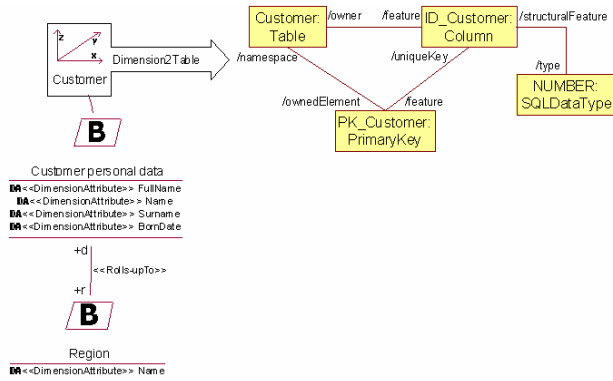 z
y
x
Customer
Dimension2Table
Customer:
Table
/owner
/feature
ID_Customer:
Column
/structuralFeature
/namespace
/uniqueKey
/type
NUMBER:
SQLDataType
/ownedElement
/feature
PK_Customer:
PrimaryKey
B
Customer personal data
DA<<DimensionAttribute>> FullName
DA<<DimensionAttribute>> Name
DA<<DimensionAttribute>> Surname
DA<<DimensionAttribute>> BornDate
+d
<<Rolls-upTo>>
+r
B
Region
DA<<DimensionAttribute>> Name